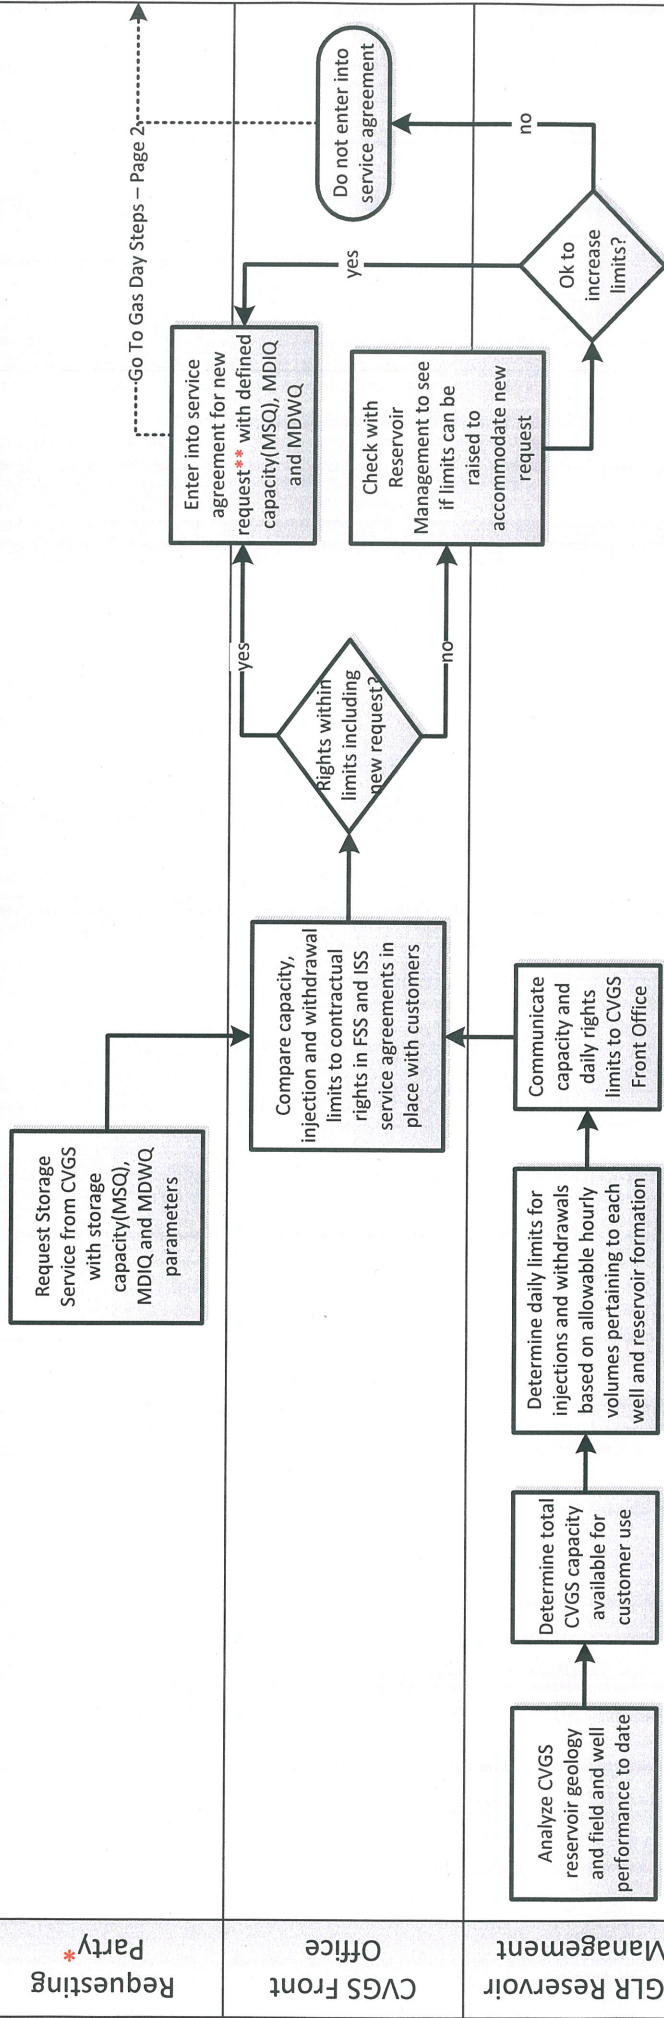 Requesting
Party*
CVGS Front
Office
GLR Reservoir
Management
Request Storage
Service from CVGS
with storage
capacity(MSQ),
MDIQ and MDWQ
parameters
Analyze CVGS
reservoir geology
and field and well
performance to date
Determine total
CVGS capacity
available for
customer use
Determine daily limits for
injections and withdrawals
based on allowable hourly
volumes pertaining to each
well and reservoir formation
Communicate
capacity and
daily rights
limits to CVGS
Front Office
Compare capacity,
injection and withdrawal
limits to contractual
rights in FSS and ISS
service agreements in
place with customers
Rights within
limits including
new request?
yes
no
Enter into service
agreement for new
request** with defined
capacity(MSQ), MDIQ
and MDWQ
Check with
Reservoir
Management to see
if limits can be
raised to
accommodate new
request
Ok to
increase
limits?
yes
no
Do not enter into
service agreement
Go To Gas Day Steps – Page 2